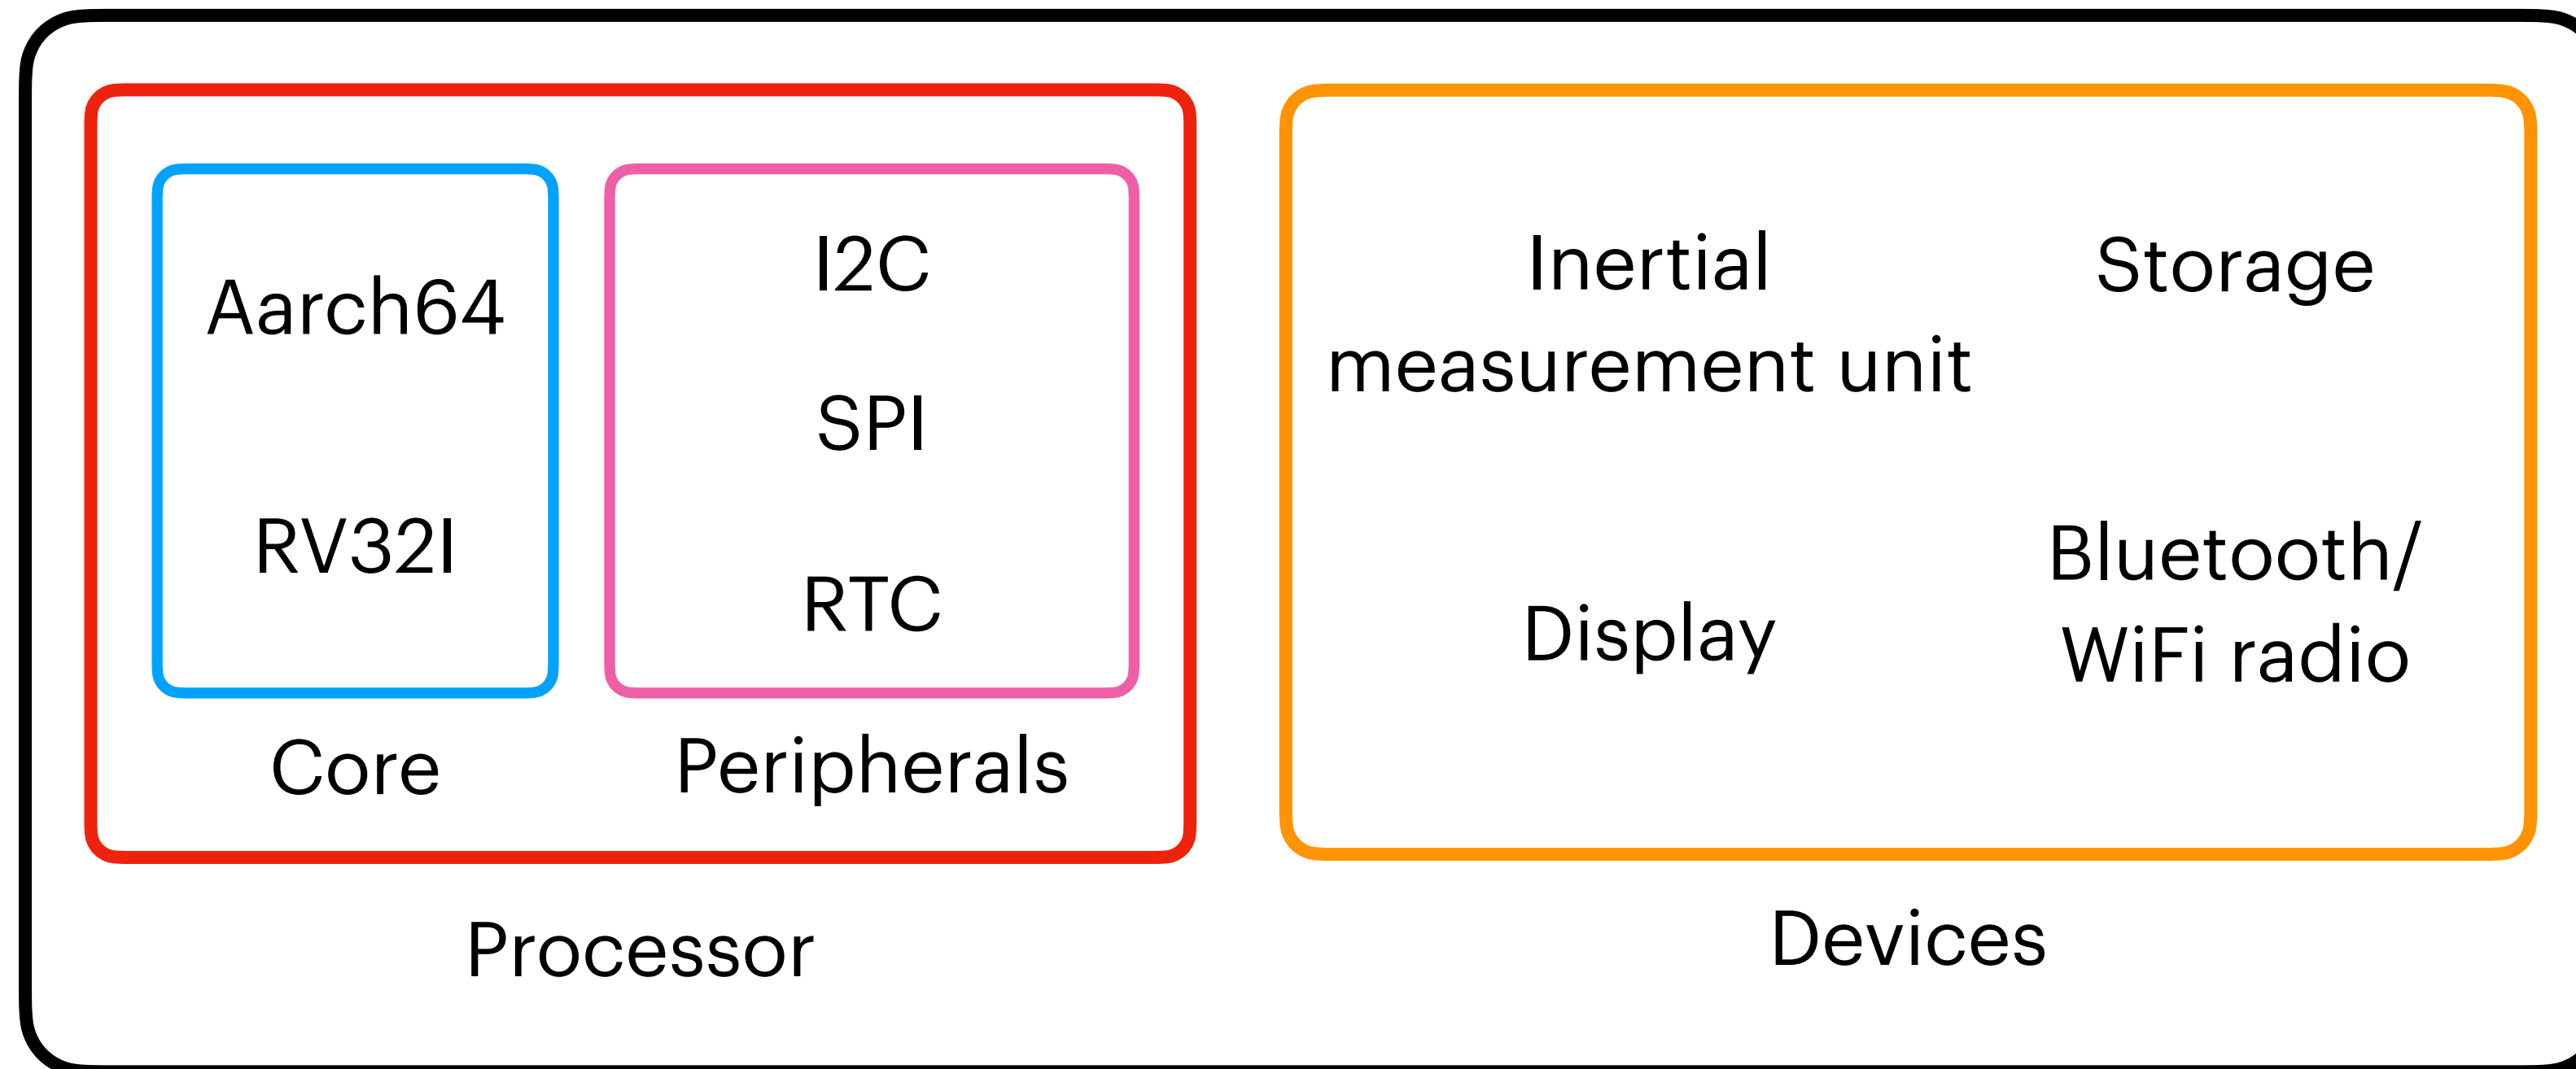 Aarch64
RV32I
Core
I2C
SPI
RTC
Peripherals
Processor
Inertial
measurement unit
Storage
Display
Bluetooth/
WiFi radio
Devices